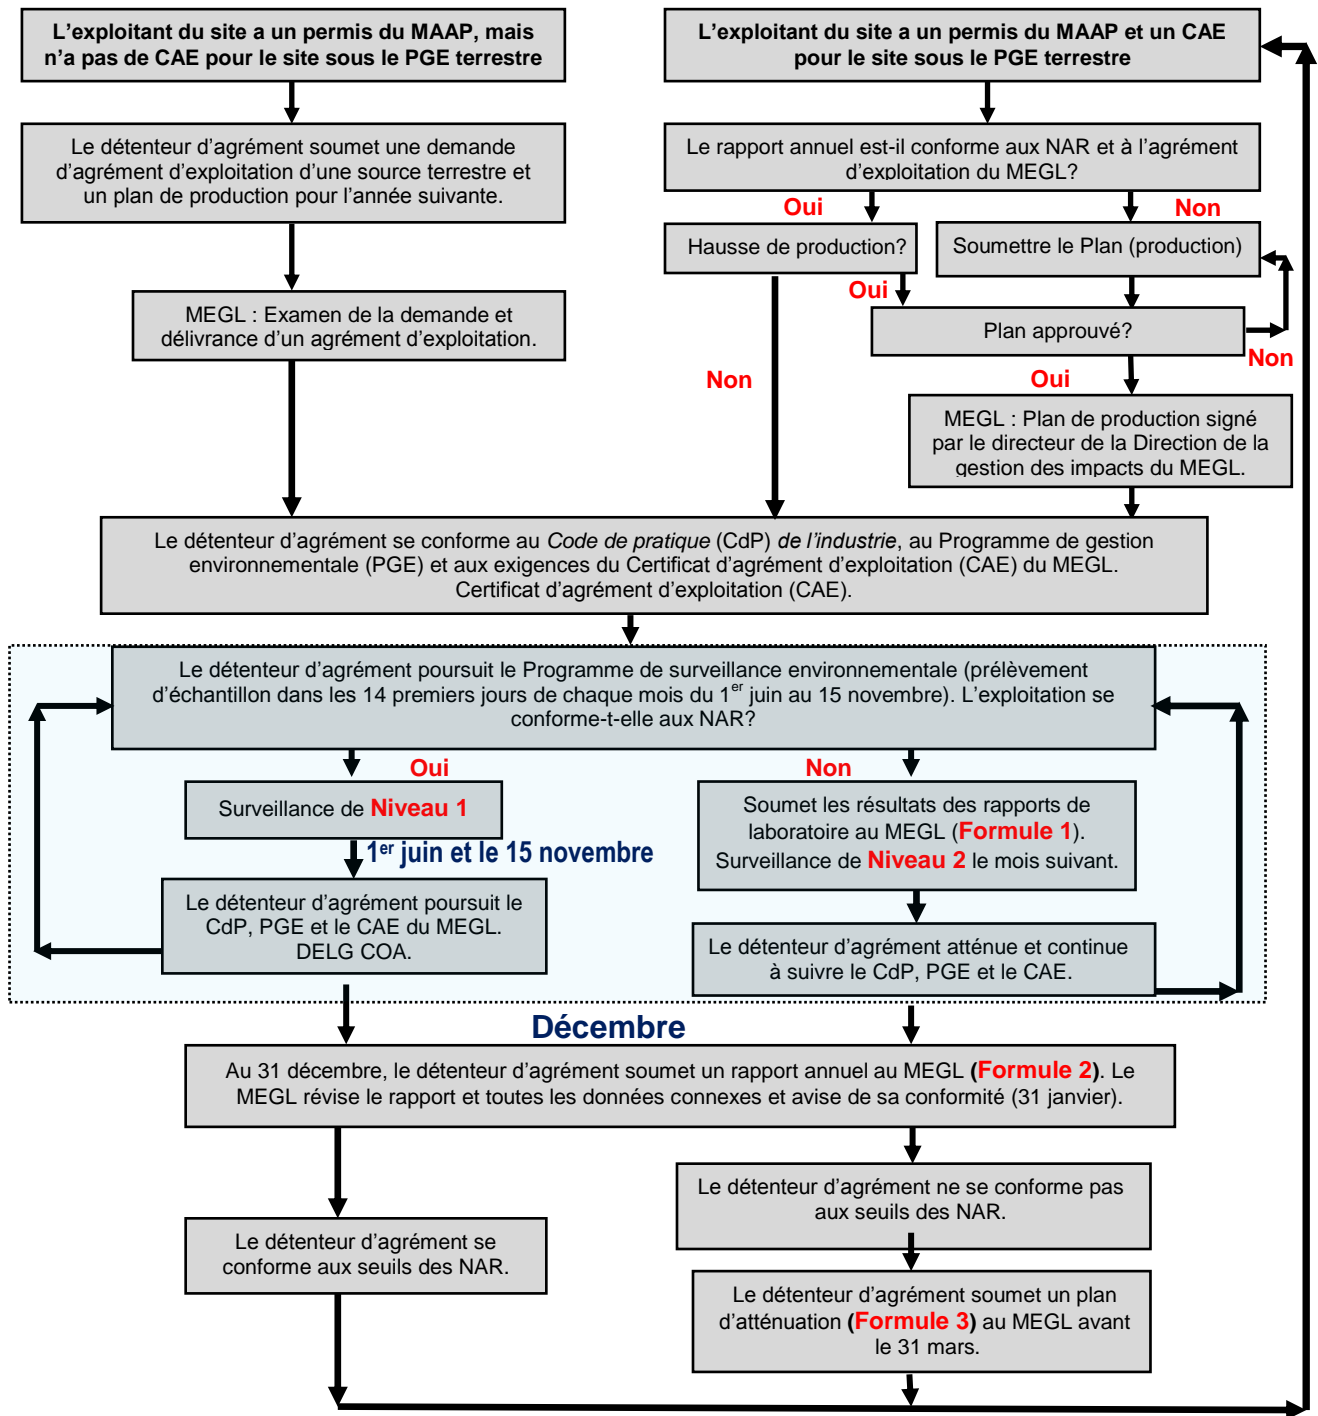 L'exploitant du site a un permis du MAAP, mais
n'a pas de CAE pour le site sous le PGE terrestre
L'exploitant du site a un permis du MAAP et un CAE
pour le site sous le PGE terrestre
Le détenteur d'agrément soumet une demande
d'agrément d'exploitation d'une source terrestre et
un plan de production pour l'année suivante.
Le rapport annuel est-il conforme aux NAR et à l'agrément
d'exploitation du MEGL?
Oui
Non
Hausse de production?
Soumettre le Plan (production)
Oui
MEGL : Examen de la demande et
délivrance d'un agrément d'exploitation.
Plan approuvé?
Non
Non
Oui
MEGL : Plan de production signé
par le directeur de la Direction de la
gestion des impacts du MEGL.
Le détenteur d'agrément se conforme au Code de pratique (CdP) de l'industrie, au Programme de gestion
environnementale (PGE) et aux exigences du Certificat d'agrément d'exploitation (CAE) du MEGL.
Certificat d'agrément d'exploitation (CAE).
Le détenteur d'agrément poursuit le Programme de surveillance environnementale (prélèvement
d'échantillon dans les 14 premiers jours de chaque mois du 1er juin au 15 novembre). L'exploitation se
conforme-t-elle aux NAR?
Oui
Non
Surveillance de Niveau 1
Soumet les résultats des rapports de
laboratoire au MEGL (Formule 1).
Surveillance de Niveau 2 le mois suivant.
1er juin et le 15 novembre
Le détenteur d'agrément poursuit le
CdP, PGE et le CAE du MEGL.
DELG COA.
Le détenteur d'agrément atténue et continue
à suivre le CdP, PGE et le CAE.
Décembre
Au 31 décembre, le détenteur d'agrément soumet un rapport annuel au MEGL (Formule 2). Le
MEGL révise le rapport et toutes les données connexes et avise de sa conformité (31 janvier).
Le détenteur d'agrément ne se conforme pas
aux seuils des NAR.
Le détenteur d'agrément se
conforme aux seuils des NAR.
Le détenteur d'agrément soumet un plan
d'atténuation (Formule 3) au MEGL avant
le 31 mars.